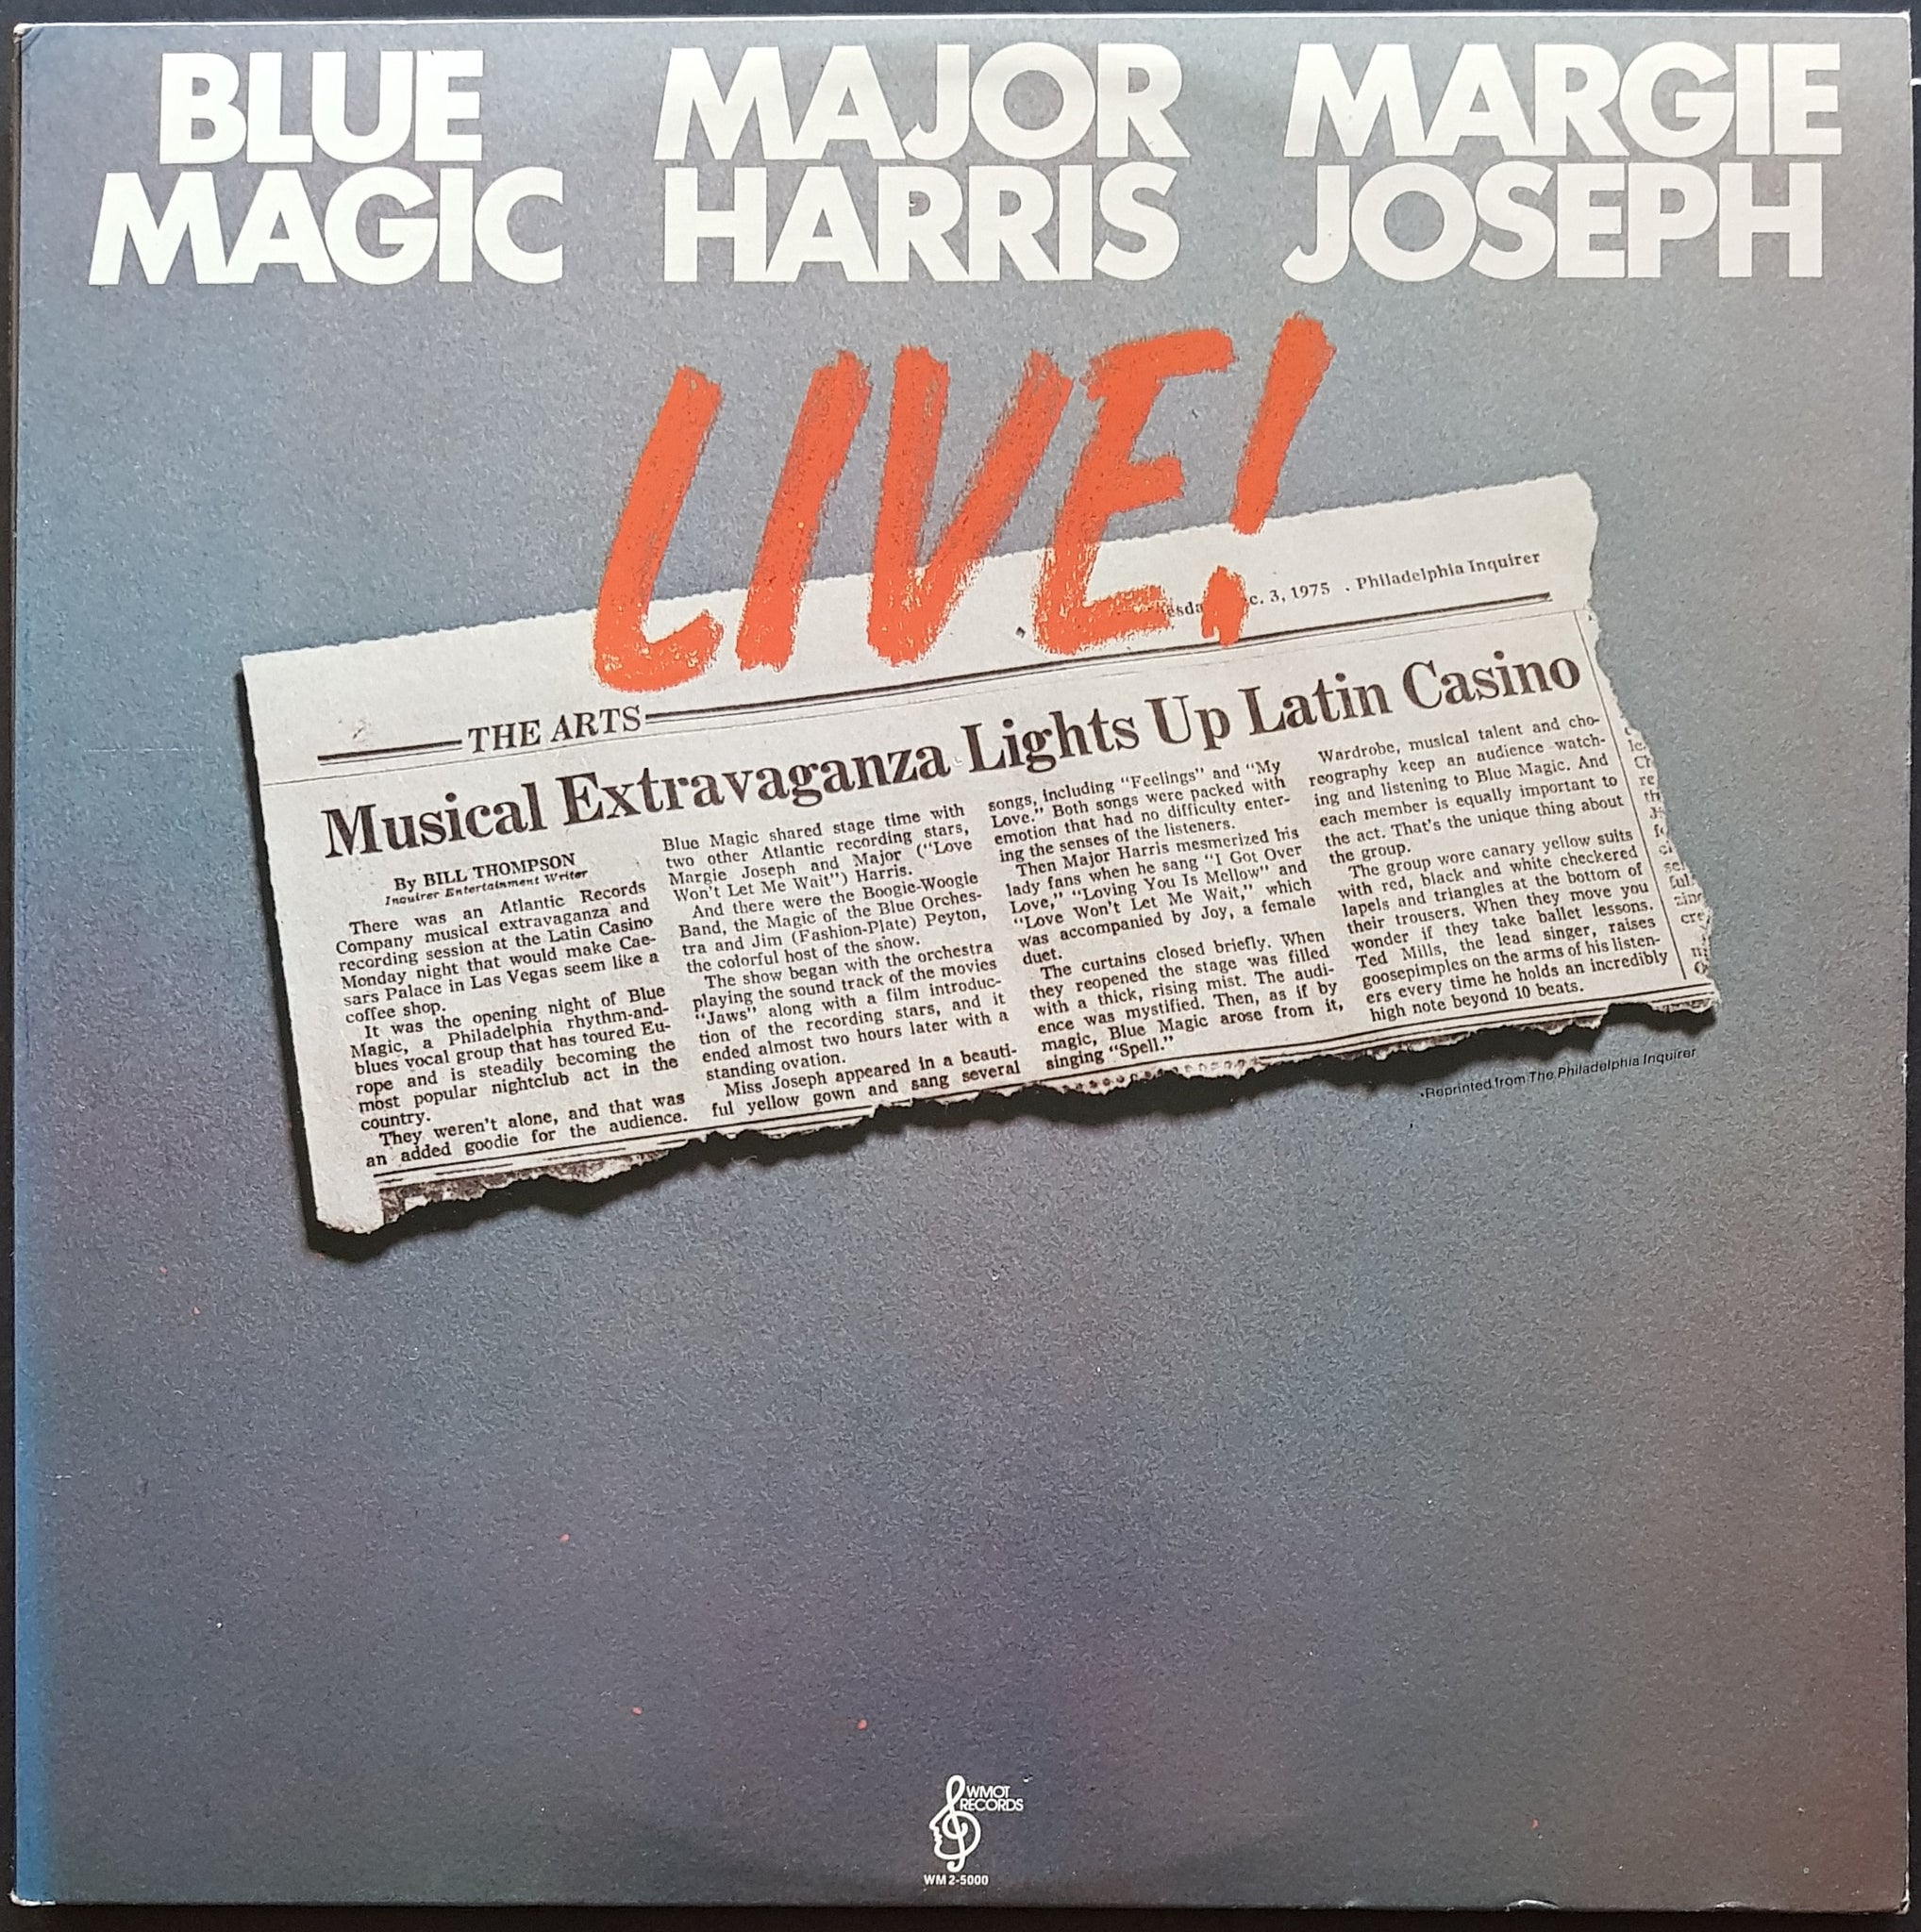 BLUE MAGIC
MAJOR HARRIS
MARGIE JOSEPH
LIVE!
3, 1975 . Philadelphia Inquirer
THE ARTS
Musical Extravaganza Lights Up Latin Casino
By BILL THOMPSON
Inquirer Entertainment Writer
There was an Atlantic Records
Company musical extravaganza and
recording session at the Latin Casino
Monday night that would make Cae-
sars Palace in Las Vegas seem like a
coffee shop.
It was the opening night of Blue
Magic, a Philadelphia rhythm-and-
blues vocal group that has toured Eu-
rope and is steadily becoming the
most popular nightclub act in the
country.
They weren't alone, and that was
an added goodie for the audience.
Blue Magic shared stage time with
two other Atlantic recording stars,
Margie Joseph and Major ("Love
Won't Let Me Wait") Harris.
And there were the Boogie-Woogie
Band, the Magic of the Blue Orches-
tra and Jim (Fashion-Plate) Peyton,
the colorful host of the show.
The show began with the orchestra
playing the sound track of the movies
"Jaws" along with a film introduc-
tion of the recording stars, and it
ended almost two hours later with a
standing ovation.
Miss Joseph appeared in a beauti-
ful yellow gown and sang several
songs, including "Feelings" and "My
Love." Both songs were packed with
emotion that had no difficulty enter-
ing the senses of the listeners.
Then Major Harris mesmerized his
lady fans when he sang "I Got Over
Love," "Loving You Is Mellow" and
"Love Won't Let Me Wait," which
was accompanied by Joy, a female
duet.
The curtains closed briefly. When
they reopened the stage was filled
with a thick, rising mist. The audi-
ence was mystified. Then, as if by
magic, Blue Magic arose from it,
singing "Spell."
Wardrobe, musical talent and cho-
reography keep an audience watch-
ing and listening to Blue Magic. And
each member is equally important to
the act. That's the unique thing about
the group.
The group wore canary yellow suits
with red, black and white checkered
lapels and triangles at the bottom of
their trousers. When they move you
wonder if they take ballet lessons.
Ted Mills, the lead singer, raises
goosepimples on the arms of his listen-
ers every time he holds an incredibly
high note beyond 10 beats.
•Reprinted from The Philadelphia Inquirer
WMOT
RECORDS
WM 2-5000